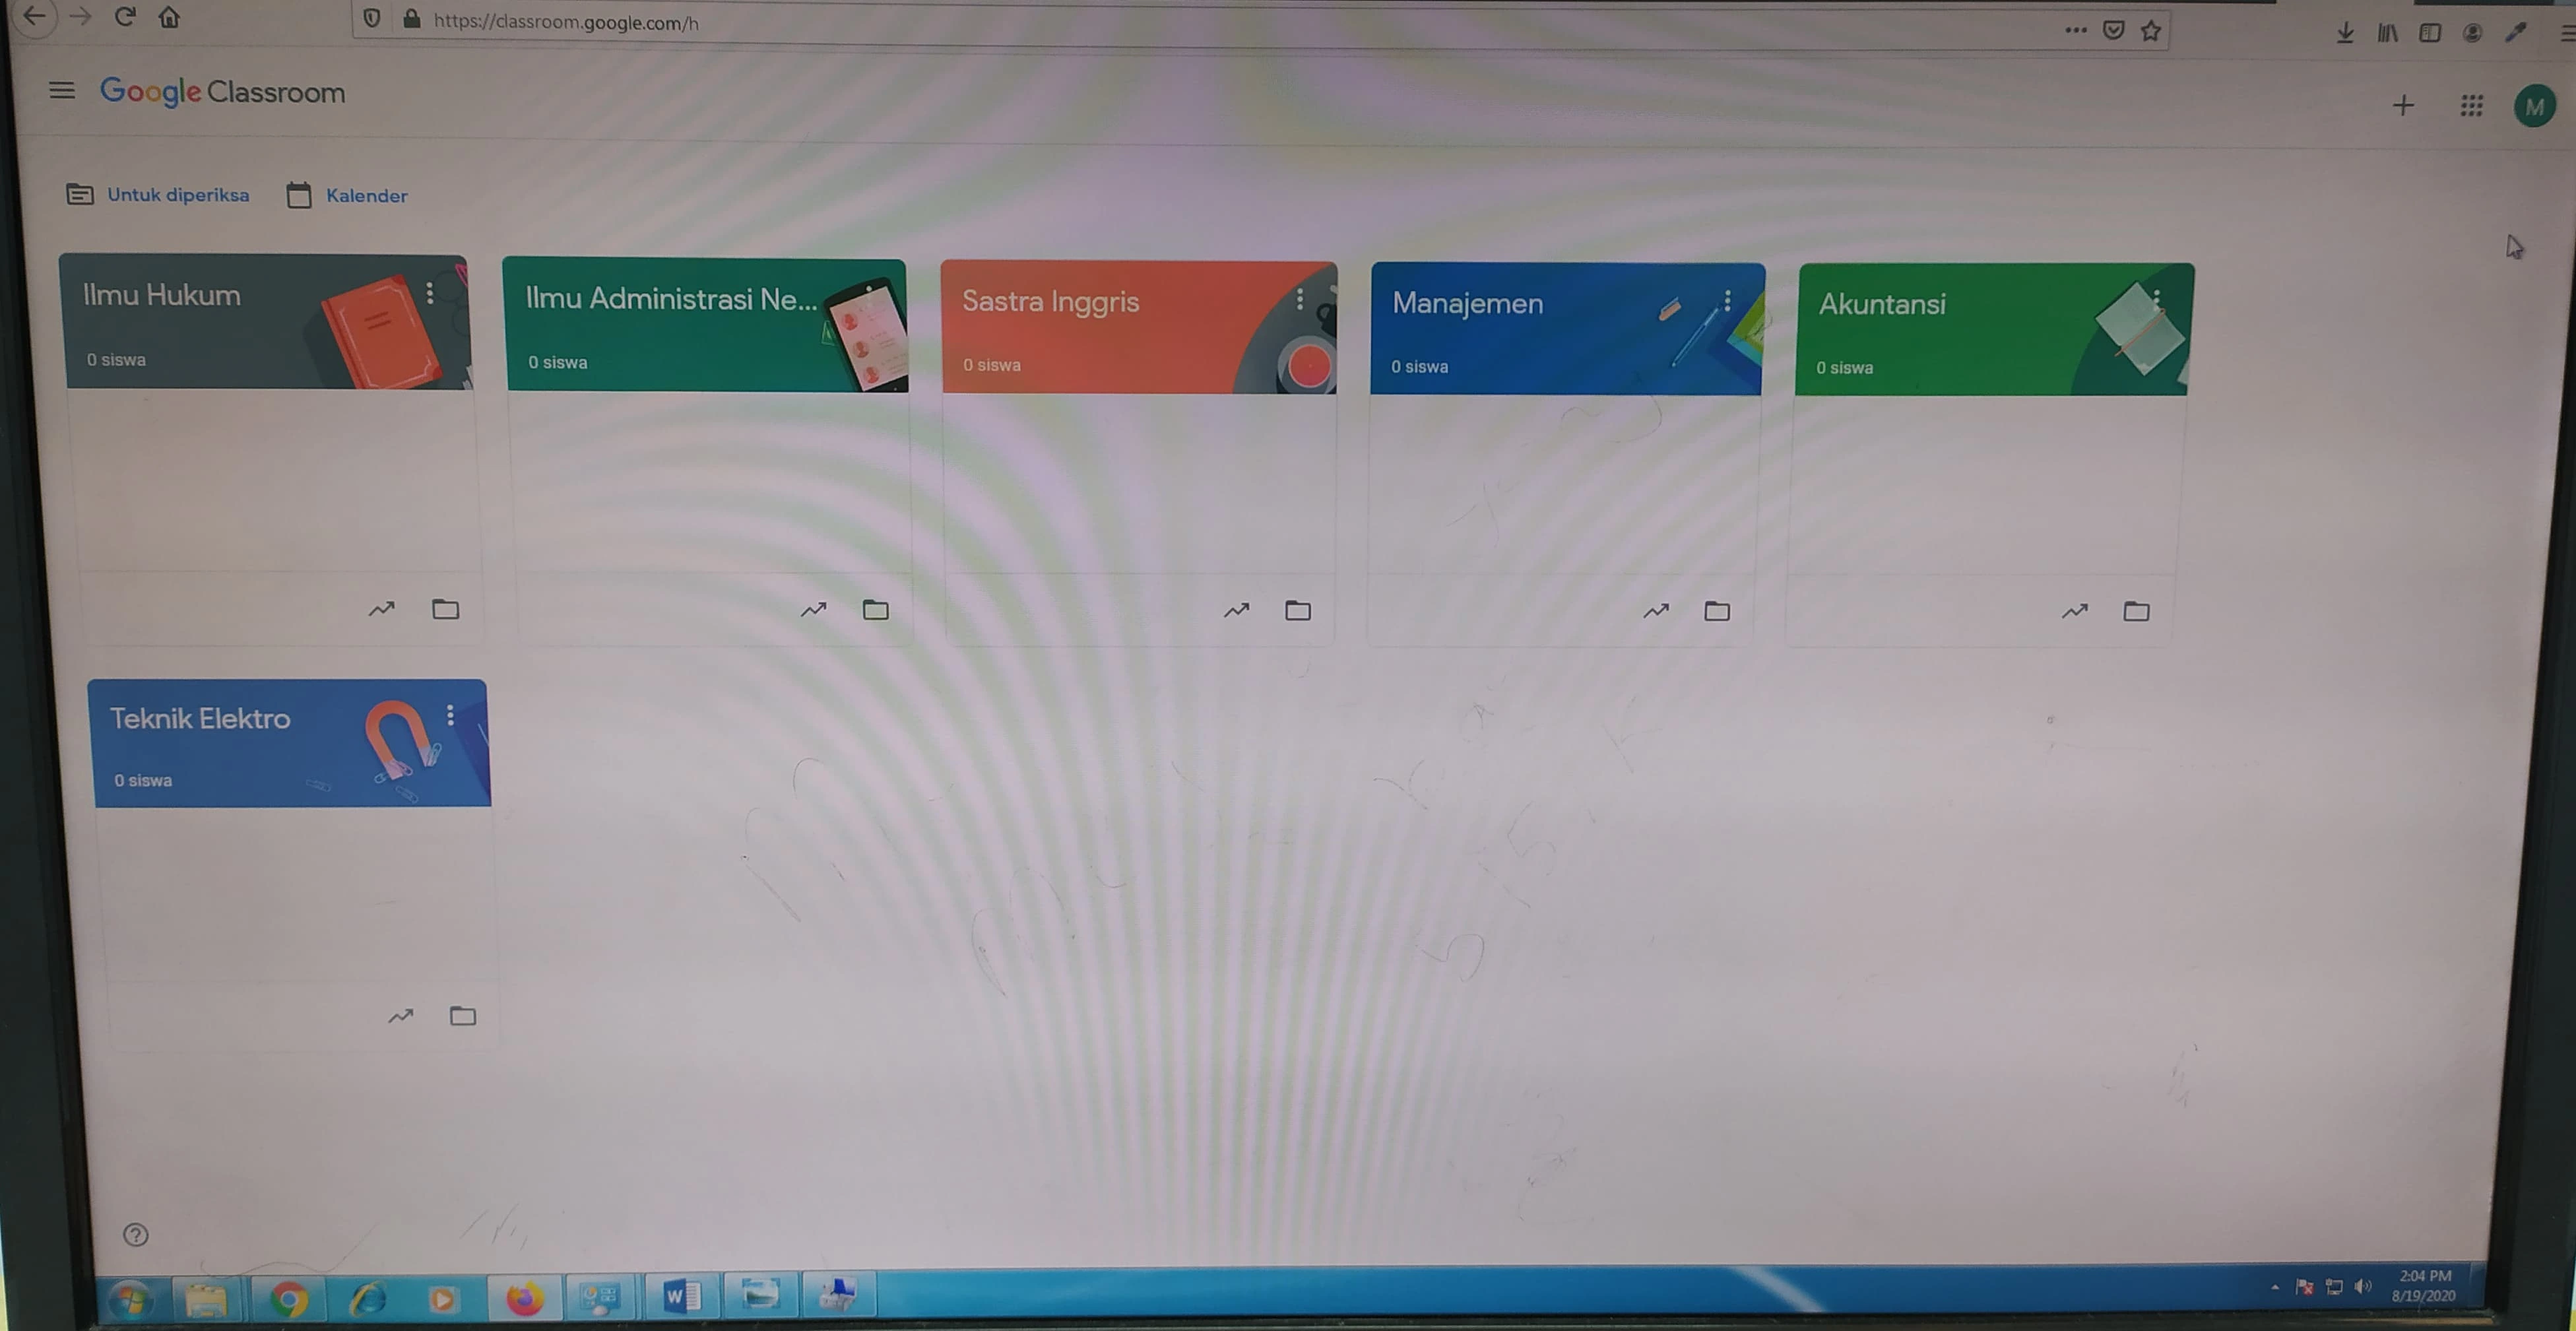 https://classroom.google.com/h
Google Classroom
M
Untuk diperiksa
Kalender
Ilmu Hukum
0 siswa
Ilmu Administrasi Ne...
0 siswa
Sastra Inggris
0 siswa
Manajemen
0 siswa
Akuntansi
0 siswa
Teknik Elektro
0 siswa
2:04 PM
8/19/2020